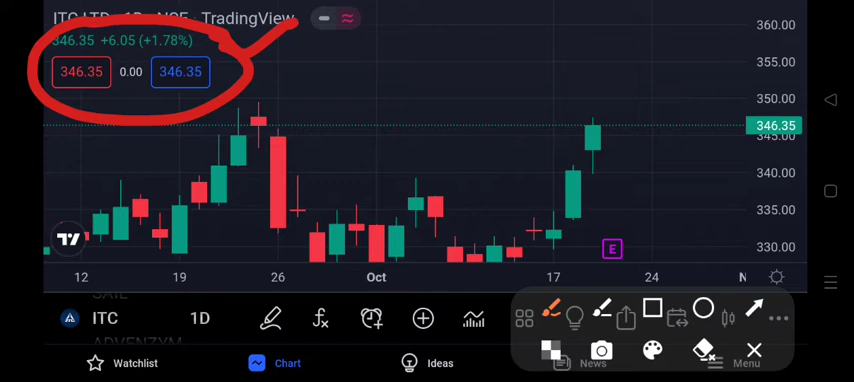 ITC LTD · 1D · NSE · TradingView
346.35 +6.05 (+1.78%)
346.35 0.00 346.35
360.00
355.00
350.00
346.35
345.00
340.00
335.00
330.00
12 19 26 Oct 17 24
E
SAIL
ITC 1D
ADVENZYM
Watchlist Chart Ideas News Menu